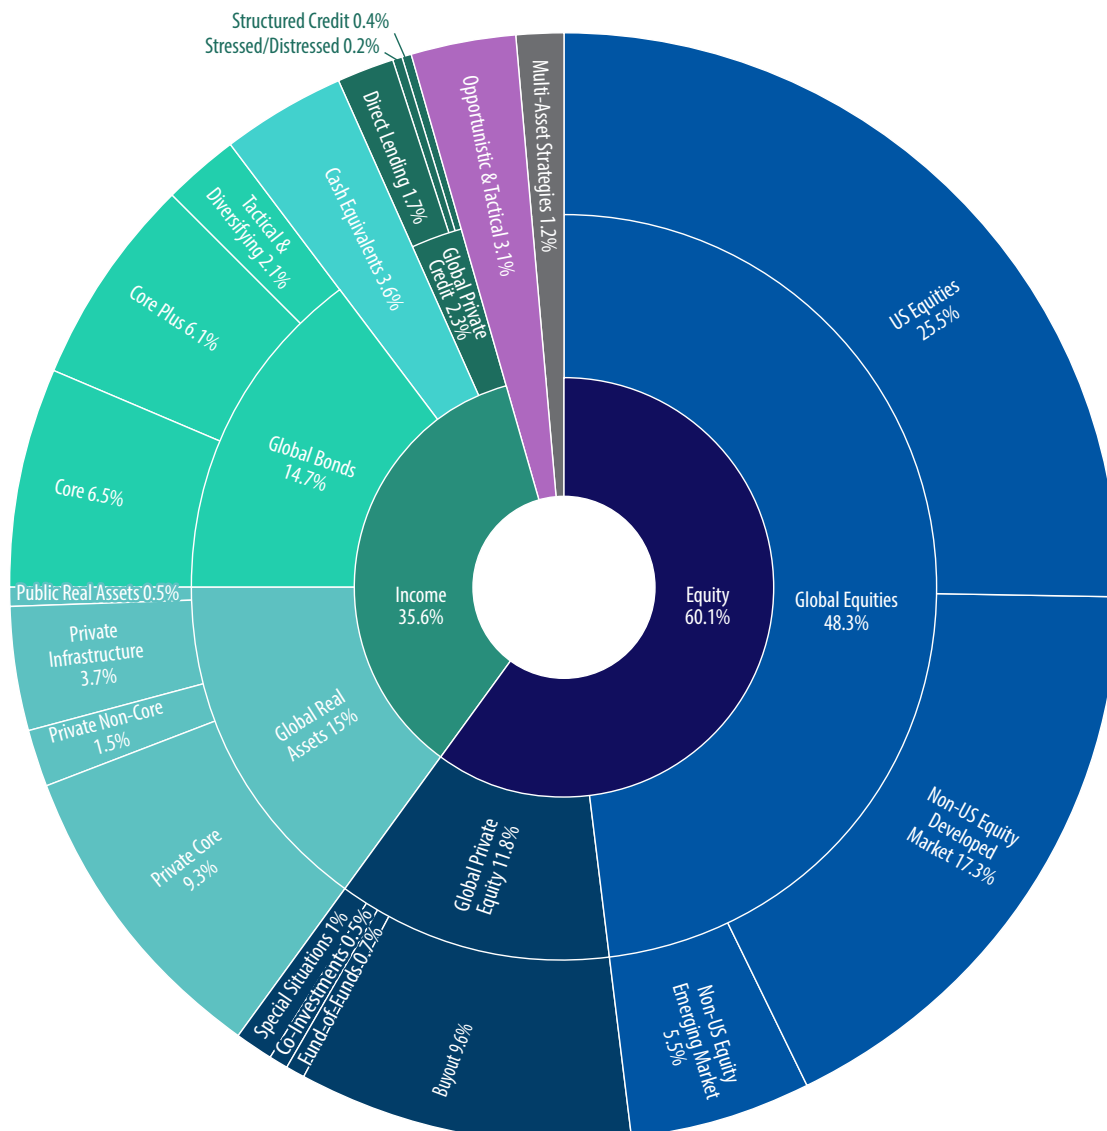 Structured Credit 0.4%
Stressed/Distressed 0.2%
Direct Lending 1.7%
Global Private
Credit 2.3%
Opportunistic & Tactical 3.1%
Multi-Asset Strategies 1.2%
Cash Equivalents 3.6%
Tactical &
Diversifying 2.1%
Core Plus 6.1%
Core 6.5%
Global Bonds
14.7%
US Equities
25.5%
Public Real Assets 0.5%
Income
35.6%
Equity
60.1%
Global Equities
48.3%
Private
Infrastructure
3.7%
Private Non-Core
1.5%
Global Real
Assets 15%
Private Core
9.3%
Global Private
Equity 11.8%
Non-US Equity
Developed
Market 17.3%
Special Situations 1%
Co-Investments 0.5%
Fund-of-Funds 0.7%
Buyout 9.6%
Non-US Equity
Emerging Market
5.5%